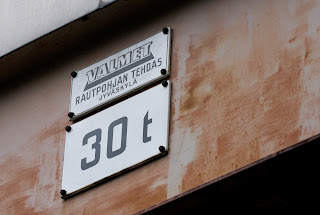 VALMET
RAUTPOHJAN TEHDAS
JYVÄSKYLÄ
30 t